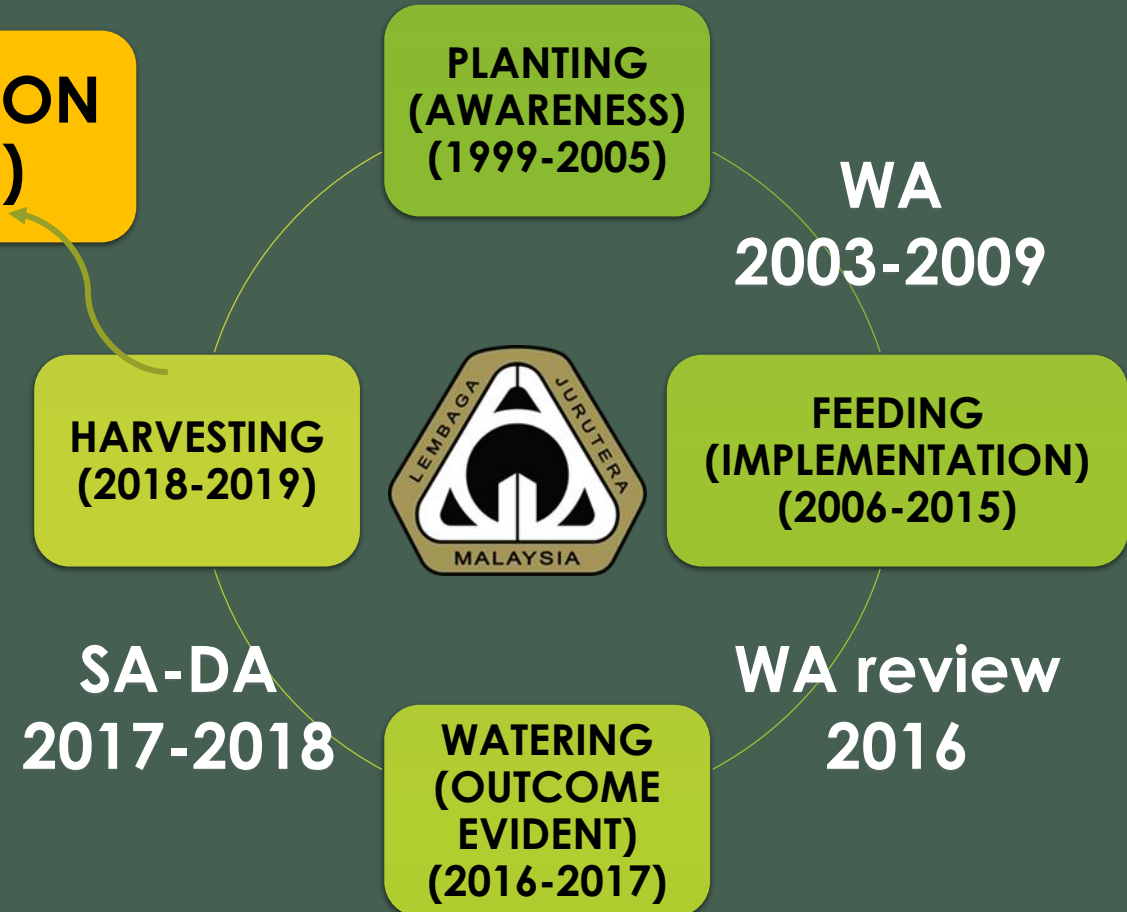 ON
)
PLANTING
(AWARENESS)
(1999-2005)
WA
2003-2009
HARVESTING
(2018-2019)
LEMBAGA
JURUTERA
MALAYSIA
FEEDING
(IMPLEMENTATION)
(2006-2015)
SA-DA
2017-2018
WATERING
(OUTCOME
EVIDENT)
(2016-2017)
WA review
2016